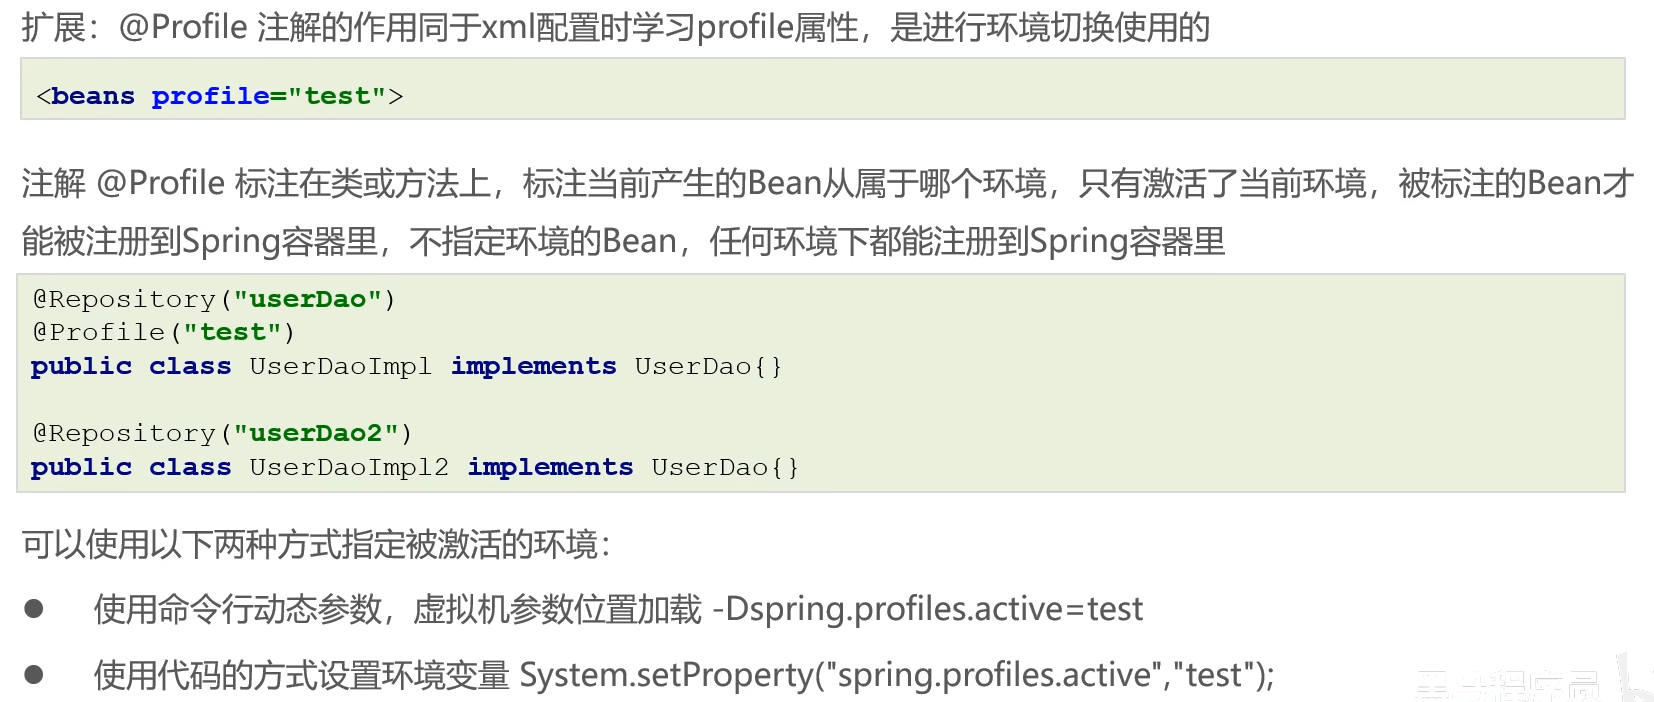 扩展：@Profile 注解的作用同于xml配置时学习profile属性，是进行环境切换使用的
<beans profile="test">
注解 @Profile 标注在类或方法上，标注当前产生的Bean从属于哪个环境，只有激活了当前环境，被标注的Bean才
能被注册到Spring容器里，不指定环境的Bean，任何环境下都能注册到Spring容器里
@Repository("userDao")
@Profile("test")
public class UserDaoImpl implements UserDao{}
@Repository("userDao2")
public class UserDaoImpl2 implements UserDao{}
可以使用以下两种方式指定被激活的环境：
● 使用命令行动态参数，虚拟机参数位置加载 -Dspring.profiles.active=test
● 使用代码的方式设置环境变量 System.setProperty("spring.profiles.active","test");